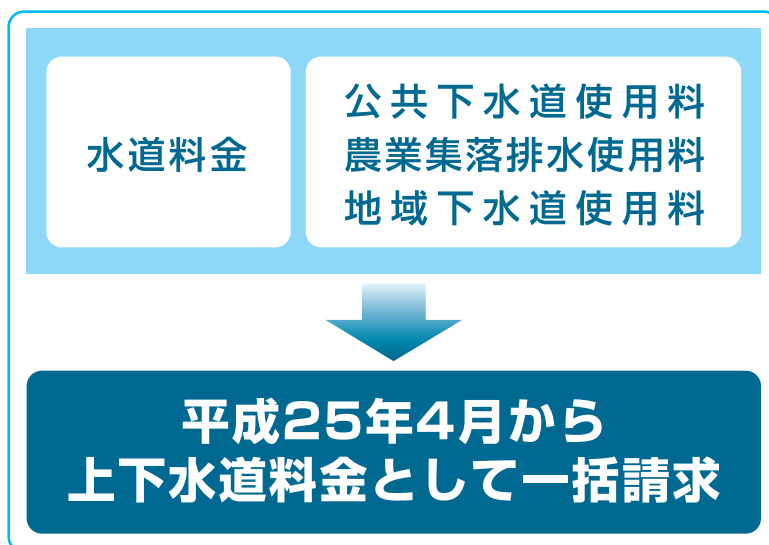 水道料金
公共下水道使用料
農業集落排水使用料
地域下水道使用料
平成25年4月から
上下水道料金として一括請求